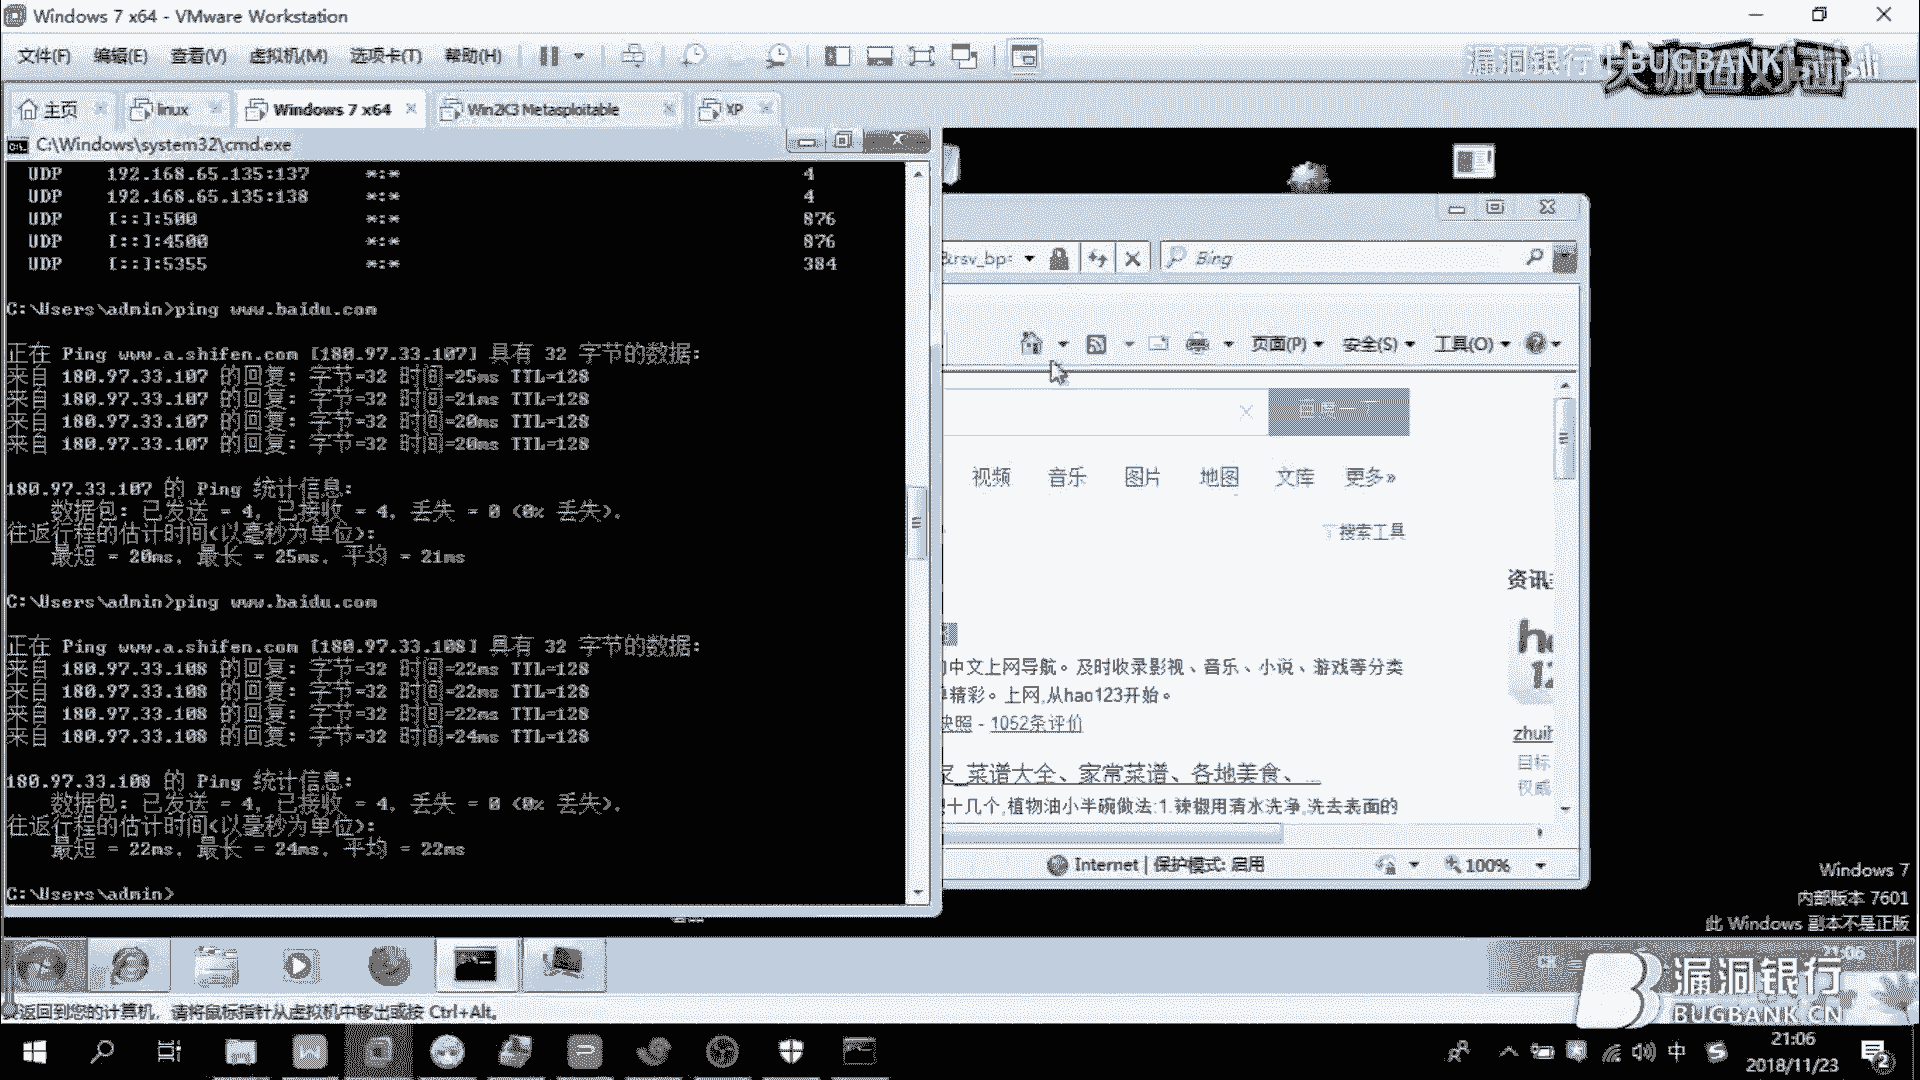 Windows 7 x64 - VMware Workstation
文件(F) 编辑(E) 查看(V) 虚拟机(M) 选项卡(T) 帮助(H)
漏洞银行 | BUGBANK
主页 linux Windows 7 x64 Win2K3 Metasploitable XP
C:\Windows\system32\cmd.exe
UDP 192.168.65.135:137 *:* 4
UDP 192.168.65.135:138 *:* 4
UDP [::]:500 *:* 876
UDP [::]:4500 *:* 876
UDP [::]:5355 *:* 384
C:\Users\admin>ping www.baidu.com
正在 Ping www.a.shifen.com [180.97.33.107] 具有 32 字节的数据:
来自 180.97.33.107 的回复: 字节=32 时间=25ms TTL=128
来自 180.97.33.107 的回复: 字节=32 时间=21ms TTL=128
来自 180.97.33.107 的回复: 字节=32 时间=20ms TTL=128
来自 180.97.33.107 的回复: 字节=32 时间=20ms TTL=128
180.97.33.107 的 Ping 统计信息:
数据包: 已发送 = 4，已接收 = 4，丢失 = 0 (0% 丢失)，
往返行程的估计时间(以毫秒为单位):
最短 = 20ms，最长 = 25ms，平均 = 21ms
C:\Users\admin>ping www.baidu.com
正在 Ping www.a.shifen.com [180.97.33.108] 具有 32 字节的数据:
来自 180.97.33.108 的回复: 字节=32 时间=22ms TTL=128
来自 180.97.33.108 的回复: 字节=32 时间=22ms TTL=128
来自 180.97.33.108 的回复: 字节=32 时间=22ms TTL=128
来自 180.97.33.108 的回复: 字节=32 时间=24ms TTL=128
180.97.33.108 的 Ping 统计信息:
数据包: 已发送 = 4，已接收 = 4，丢失 = 0 (0% 丢失)，
往返行程的估计时间(以毫秒为单位):
最短 = 22ms，最长 = 24ms，平均 = 22ms
C:\Users\admin>
&rsv_bp= Bing
页面(P) 安全(S) 工具(O)
百度一下
视频 音乐 图片 地图 文库 更多»
搜索工具
资讯
中文上网导航。及时收录影视、音乐、小说、游戏等分类
精彩。上网,从hao123开始。
快照 - 1052条评价
zhuih
家_菜谱大全、家常菜谱、各地美食、...
目标
权威
十几个,植物油小半碗做法:1.辣椒用清水洗净,洗去表面的
Internet | 保护模式: 启用 100%
Windows 7
内部版本 7601
此 Windows 副本不是正版
21:06
漏洞银行
BUGBANK.CN
返回到您的计算机，请将鼠标指针从虚拟机中移出或按 Ctrl+Alt。
中
21:06
2018/11/23
2